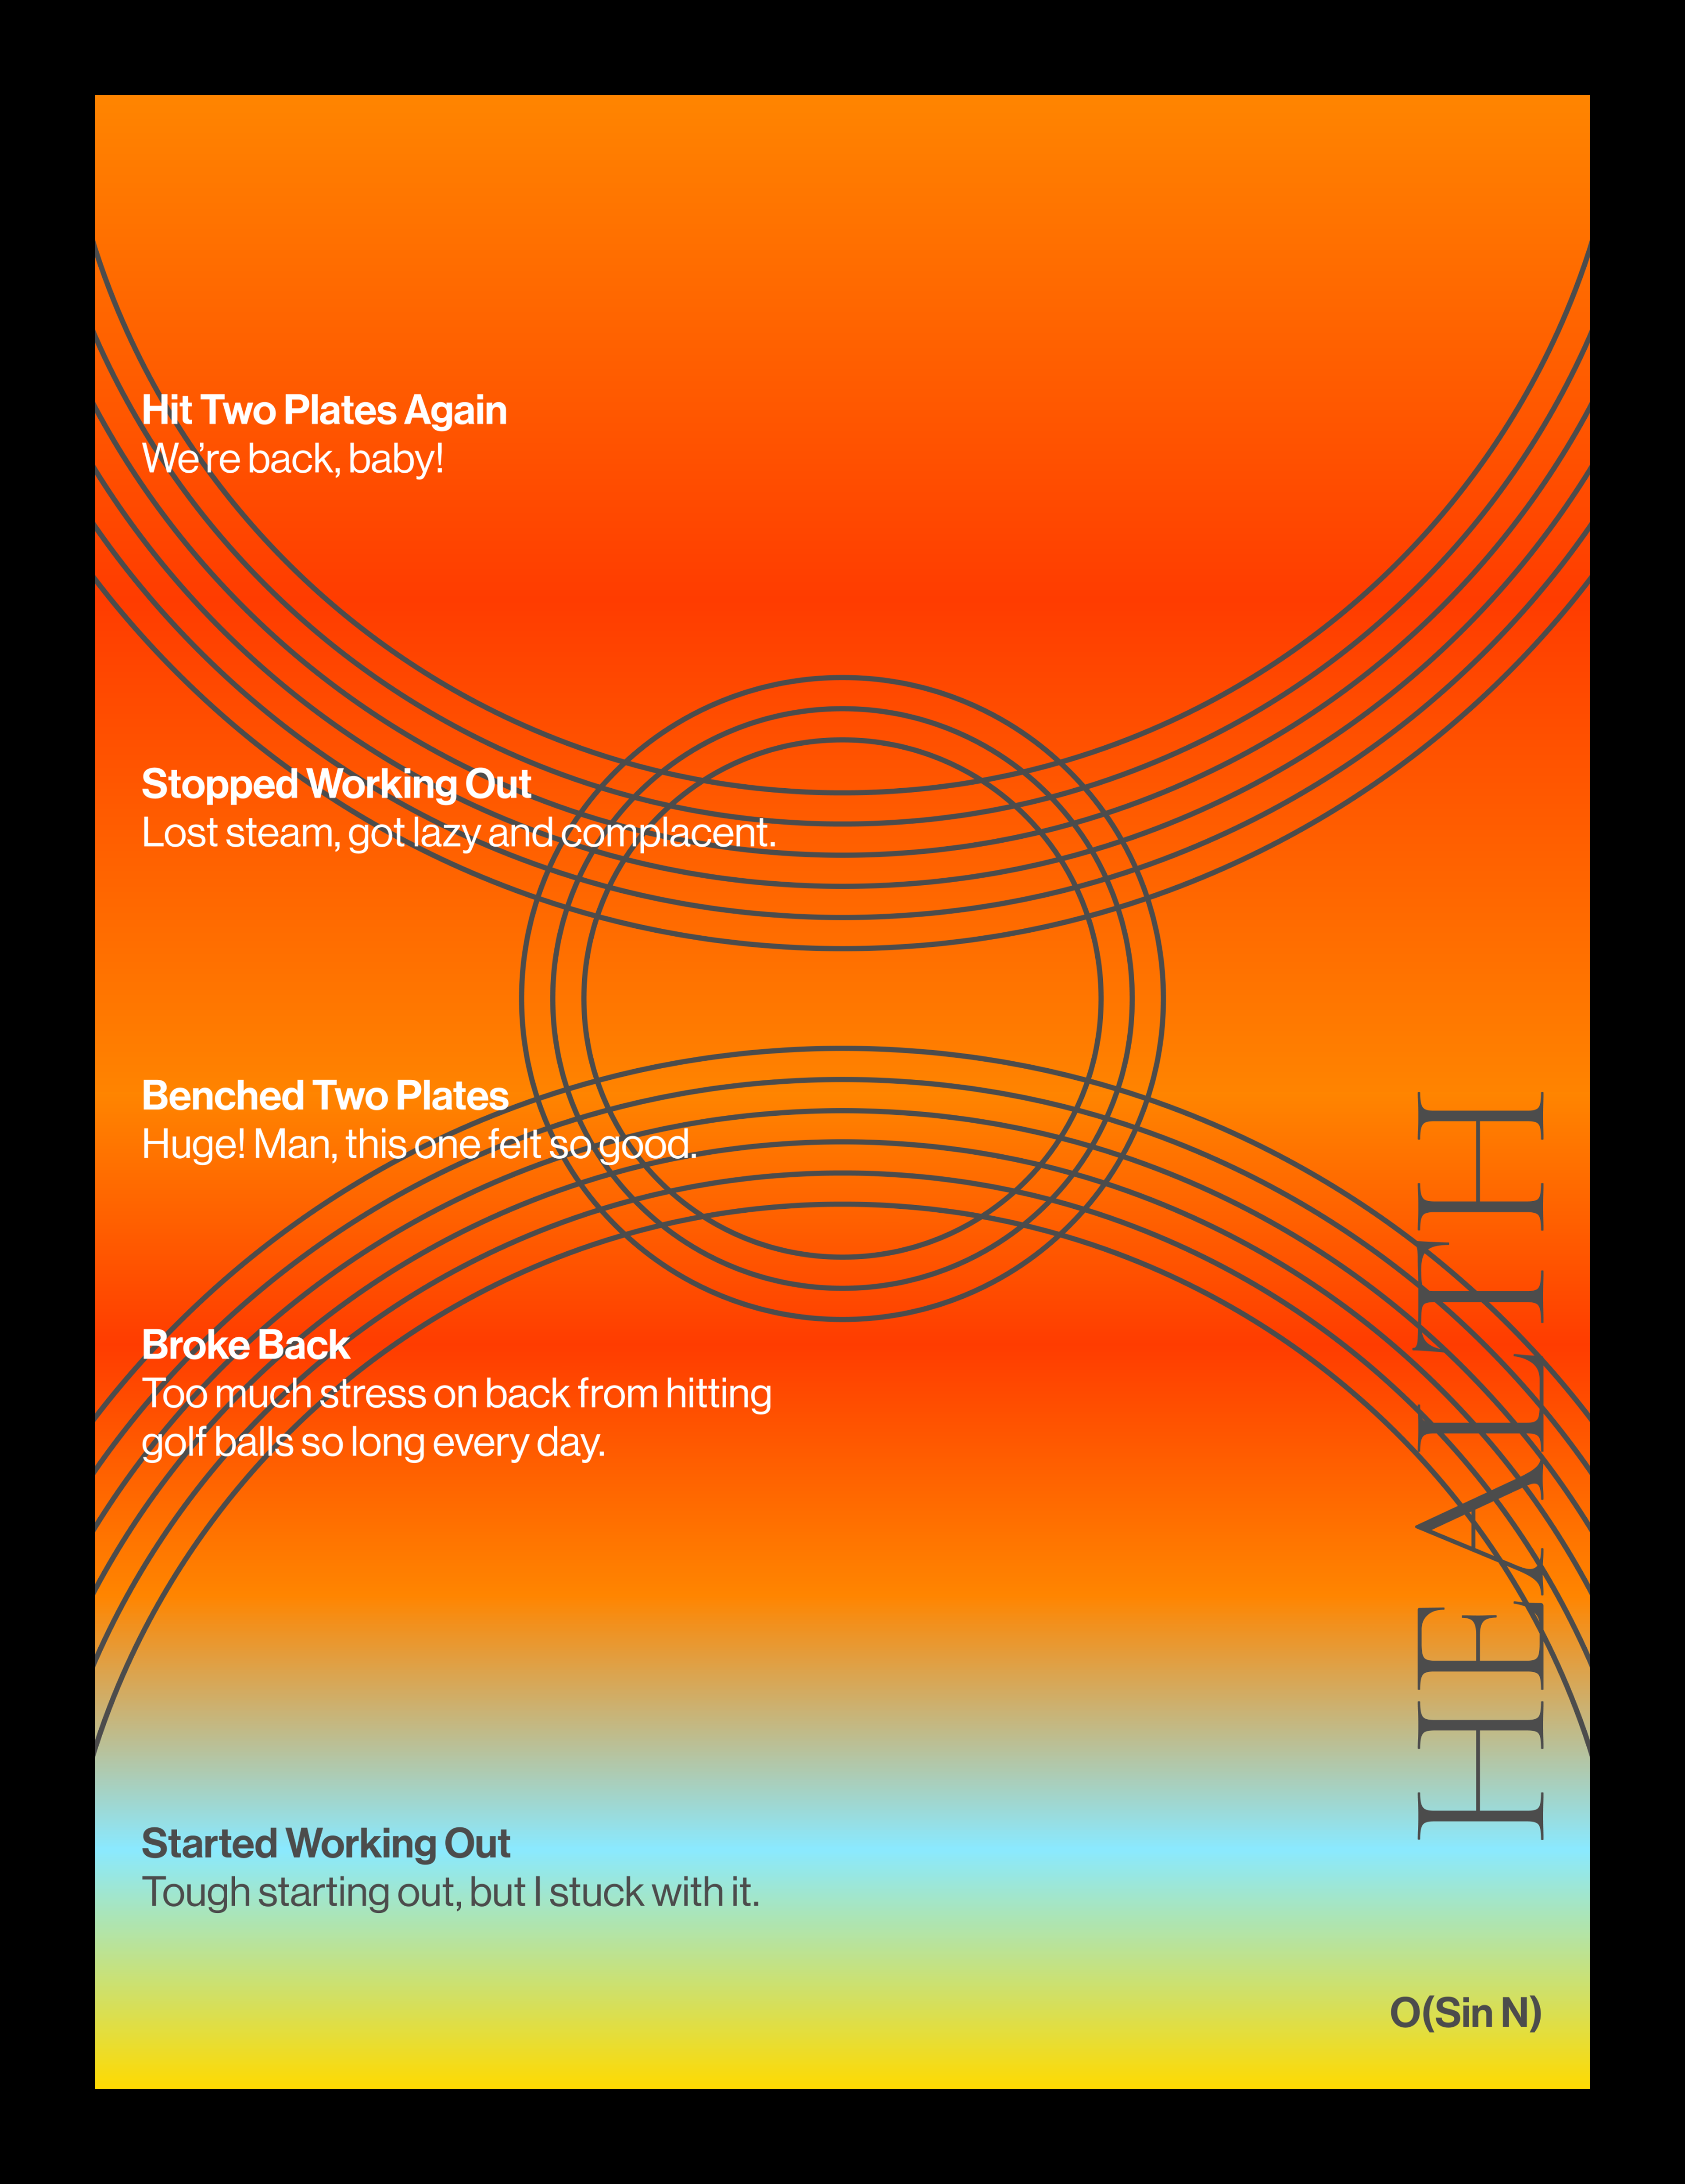 Hit Two Plates Again
We’re back, baby!
Stopped Working Out
Lost steam, got lazy and complacent.
Benched Two Plates
Huge! Man, this one felt so good.
Broke Back
Too much stress on back from hitting
golf balls so long every day.
Started Working Out
Tough starting out, but I stuck with it.
HEALTH
O(Sin N)